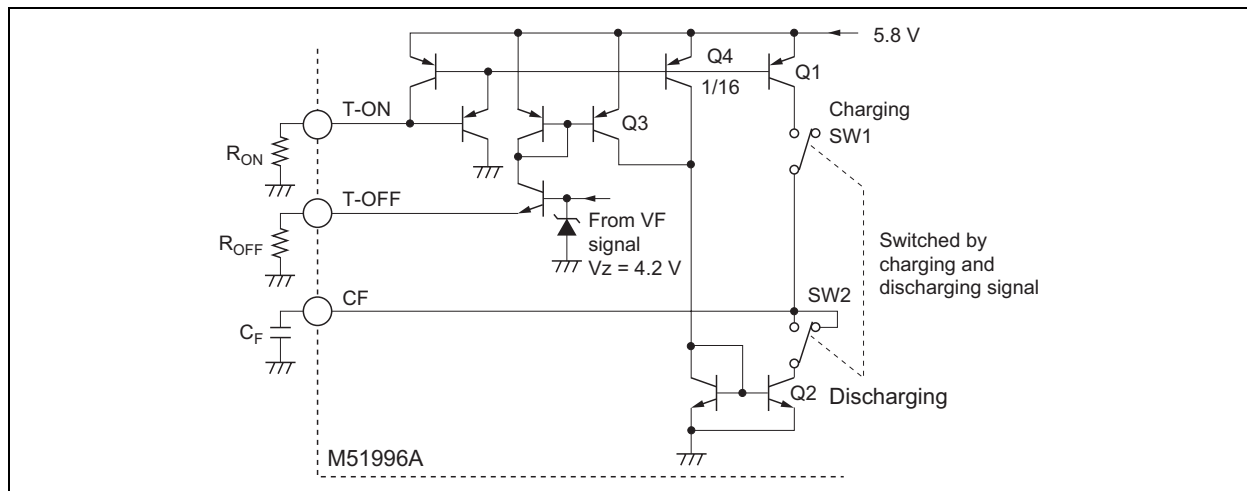 5.8 V
Q4
Q1
1/16
T-ON
Charging
SW1
Q3
RON
T-OFF
From VF
signal
Vz = 4.2 V
ROFF
Switched by
charging and
discharging signal
CF
SW2
CF
Q2
Discharging
M51996A